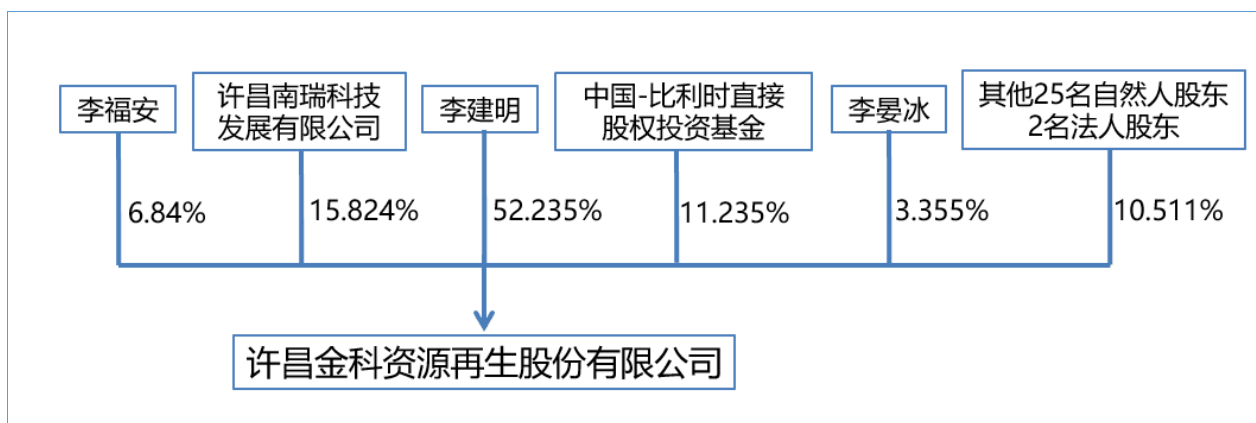 李福安
许昌南瑞科技
发展有限公司
李建明
中国-比利时直接
股权投资基金
李晏冰
其他25名自然人股东
2名法人股东
6.84%
15.824%
52.235%
11.235%
3.355%
10.511%
许昌金科资源再生股份有限公司